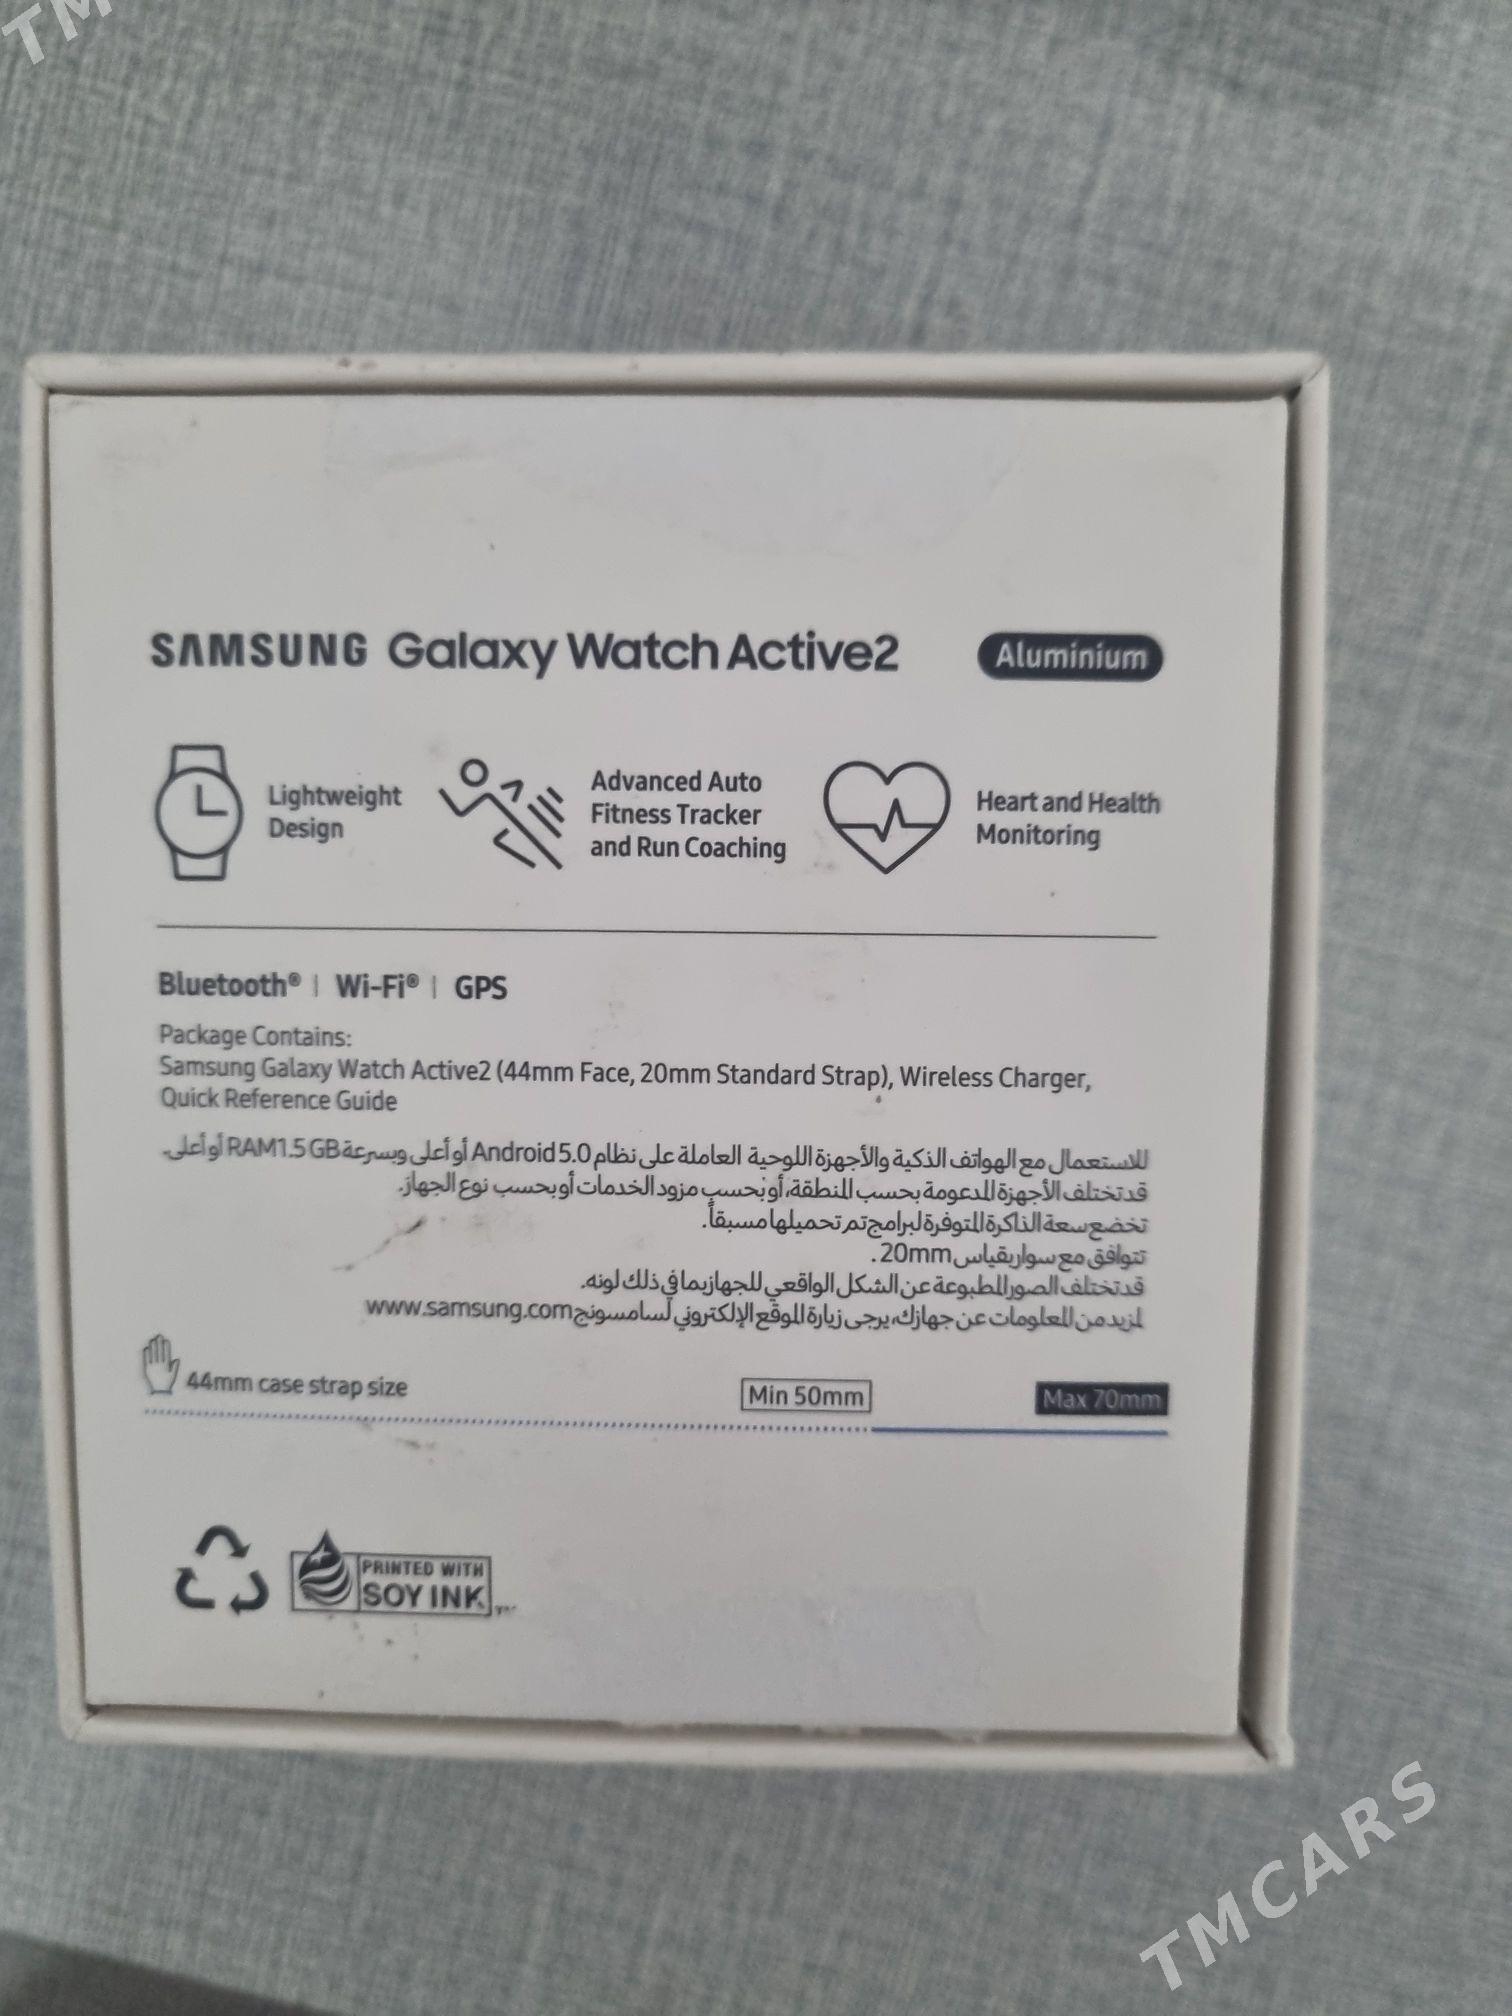 TM
SAMSUNG Galaxy Watch Active2 Aluminium
Lightweight
Design
Advanced Auto
Fitness Tracker
and Run Coaching
Heart and Health
Monitoring
Bluetooth® | Wi-Fi® | GPS
Package Contains:
Samsung Galaxy Watch Active2 (44mm Face, 20mm Standard Strap), Wireless Charger,
Quick Reference Guide
للاستعمال مع الهواتف الذكية والأجهزة اللوحية العاملة على نظام Android 5.0 أو أعلى وبسرعة RAM 1.5 GB أو أعلى.
قد تختلف الأجهزة المدعومة بحسب المنطقة، أو بحسب مزود الخدمات أو بحسب نوع الجهاز.
تخضع سعة الذاكرة المتوفرة لبرامج تم تحميلها مسبقاً.
تتوافق مع سوار بقياس 20mm.
قد تختلف الصور المطبوعة عن الشكل الواقعي للجهاز بما في ذلك لونه.
لمزيد من المعلومات عن جهازك، يرجى زيارة الموقع الإلكتروني لسامسونج www.samsung.com
44mm case strap size
Min 50mm
Max 70mm
PRINTED WITH
SOY INK™
TMCARS